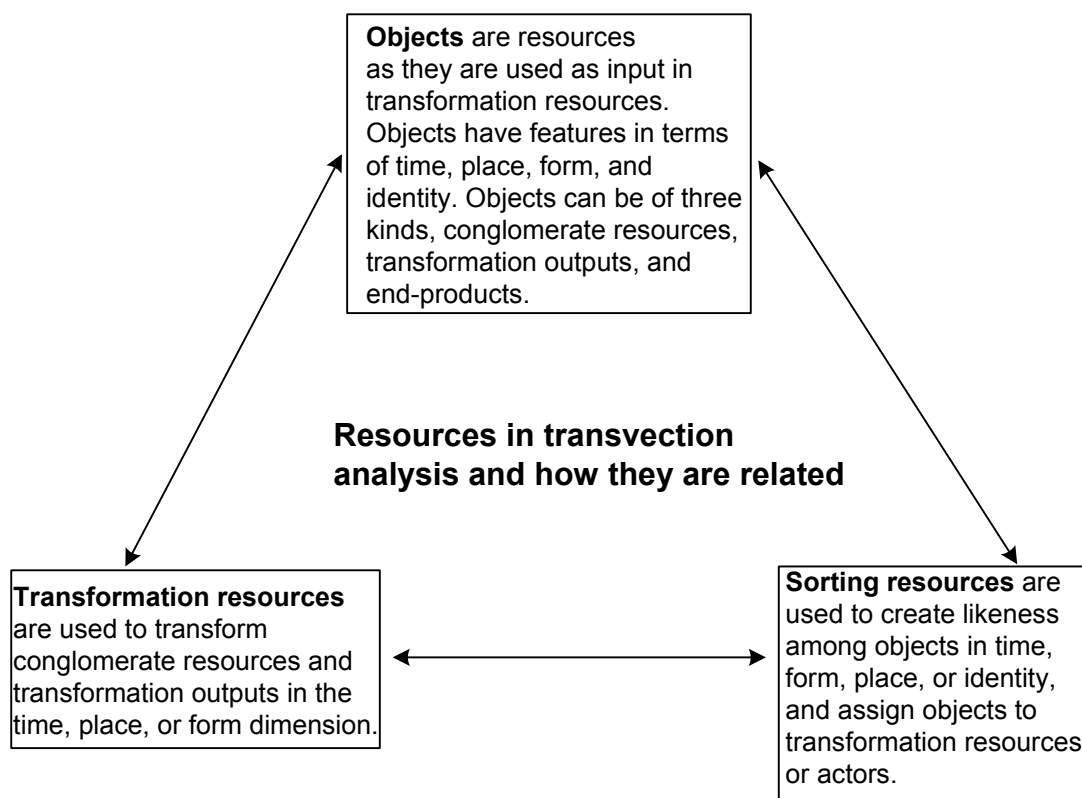 Objects are resources
as they are used as input in
transformation resources.
Objects have features in terms
of time, place, form, and
identity. Objects can be of three
kinds, conglomerate resources,
transformation outputs, and
end-products.
Resources in transvection
analysis and how they are related
Transformation resources
are used to transform
conglomerate resources and
transformation outputs in the
time, place, or form dimension.
Sorting resources are
used to create likeness
among objects in time,
form, place, or identity,
and assign objects to
transformation resources
or actors.